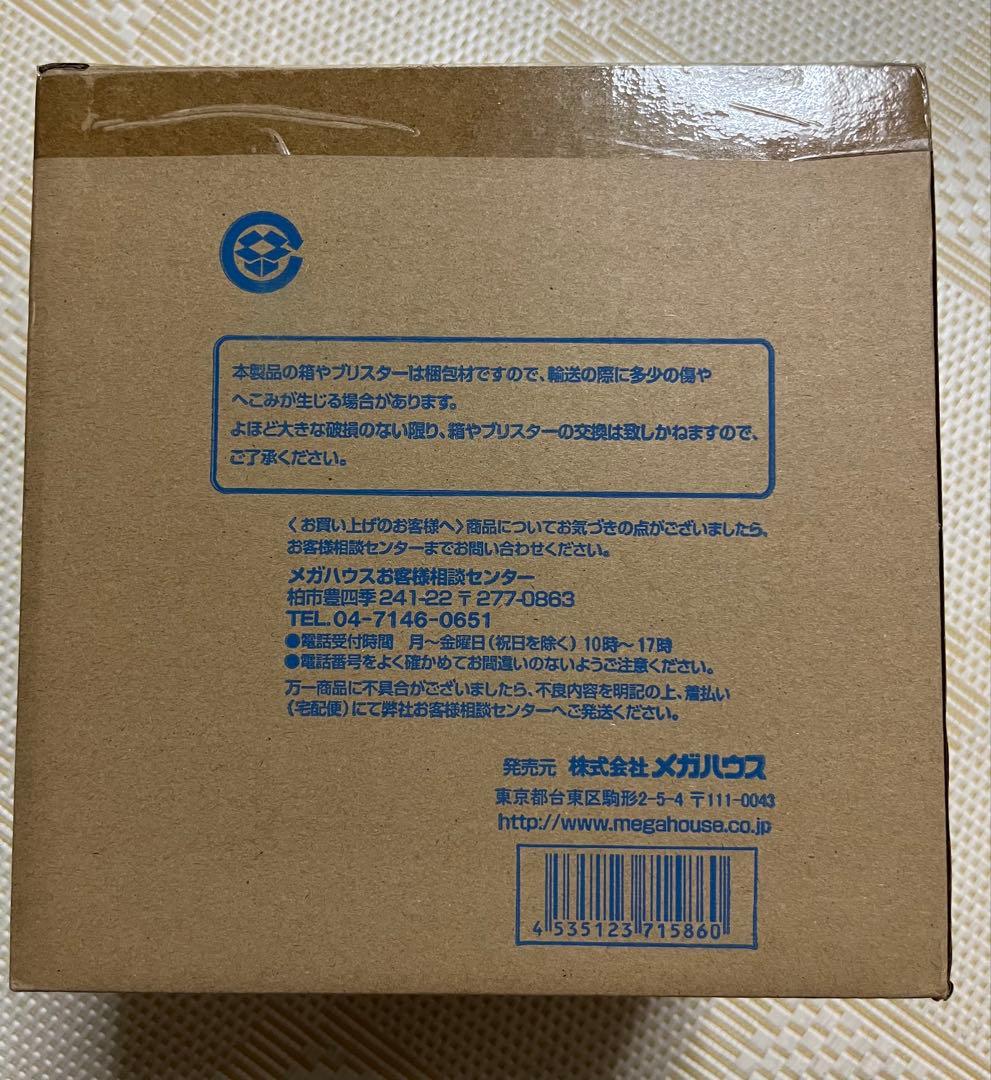 本製品の箱やブリスターは梱包材ですので、輸送の際に多少の傷や
へこみが生じる場合があります。
よほど大きな破損のない限り、箱やブリスターの交換は致しかねますので、
ご了承ください。
〈お買い上げのお客様へ〉商品についてお気づきの点がございましたら、
お客様相談センターまでお問い合わせください。
メガハウスお客様相談センター
柏市豊四季241-22 〒277-0863
TEL.04-7146-0651
●電話受付時間 月～金曜日(祝日を除く) 10時～17時
●電話番号をよく確かめてお間違いのないようご注意ください。
万一商品に不具合がございましたら、不良内容を明記の上、着払い
(宅配便)にて弊社お客様相談センターへご発送ください。
発売元 株式会社メガハウス
東京都台東区駒形2-5-4 〒111-0043
http://www.megahouse.co.jp
4535123715860